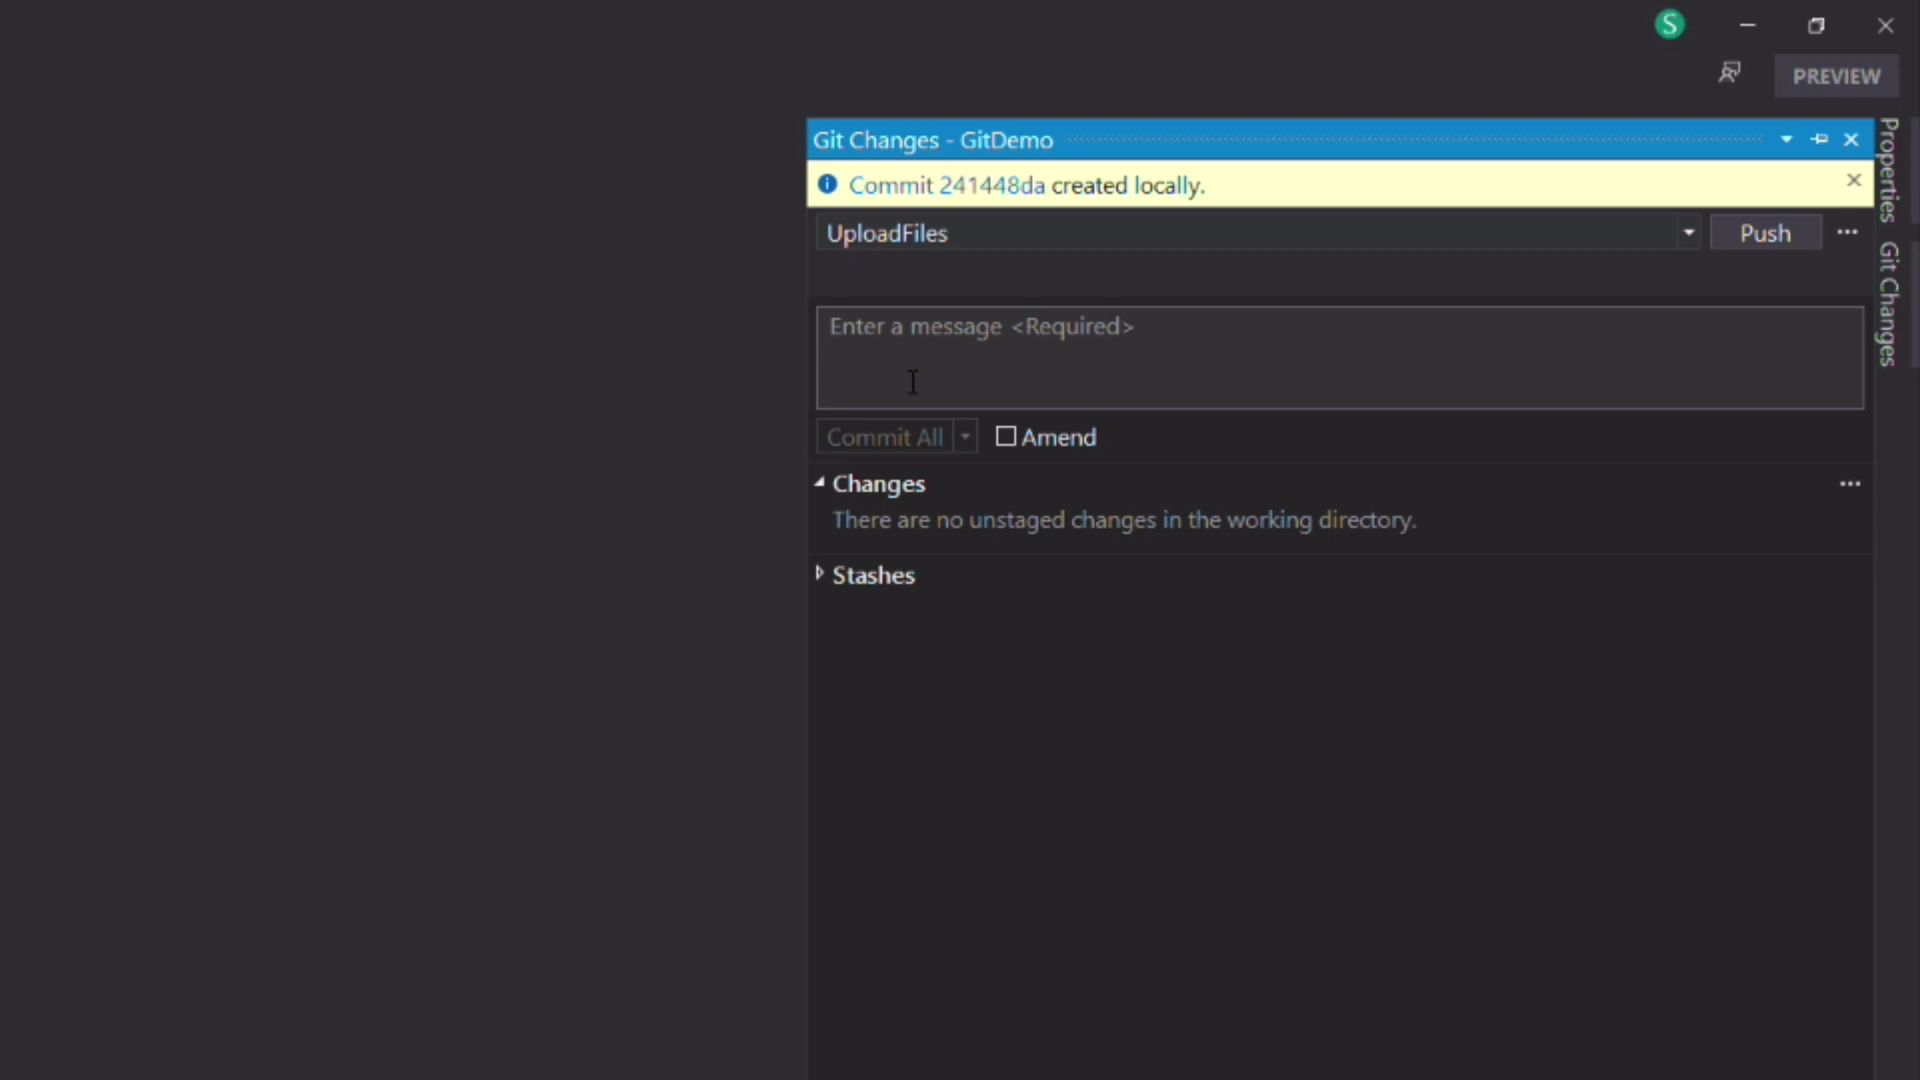 S
PREVIEW
Git Changes - GitDemo
Commit 241448da created locally.
UploadFiles
Push
Enter a message <Required>
Commit All
Amend
Changes
There are no unstaged changes in the working directory.
Stashes
Properties
Git Changes